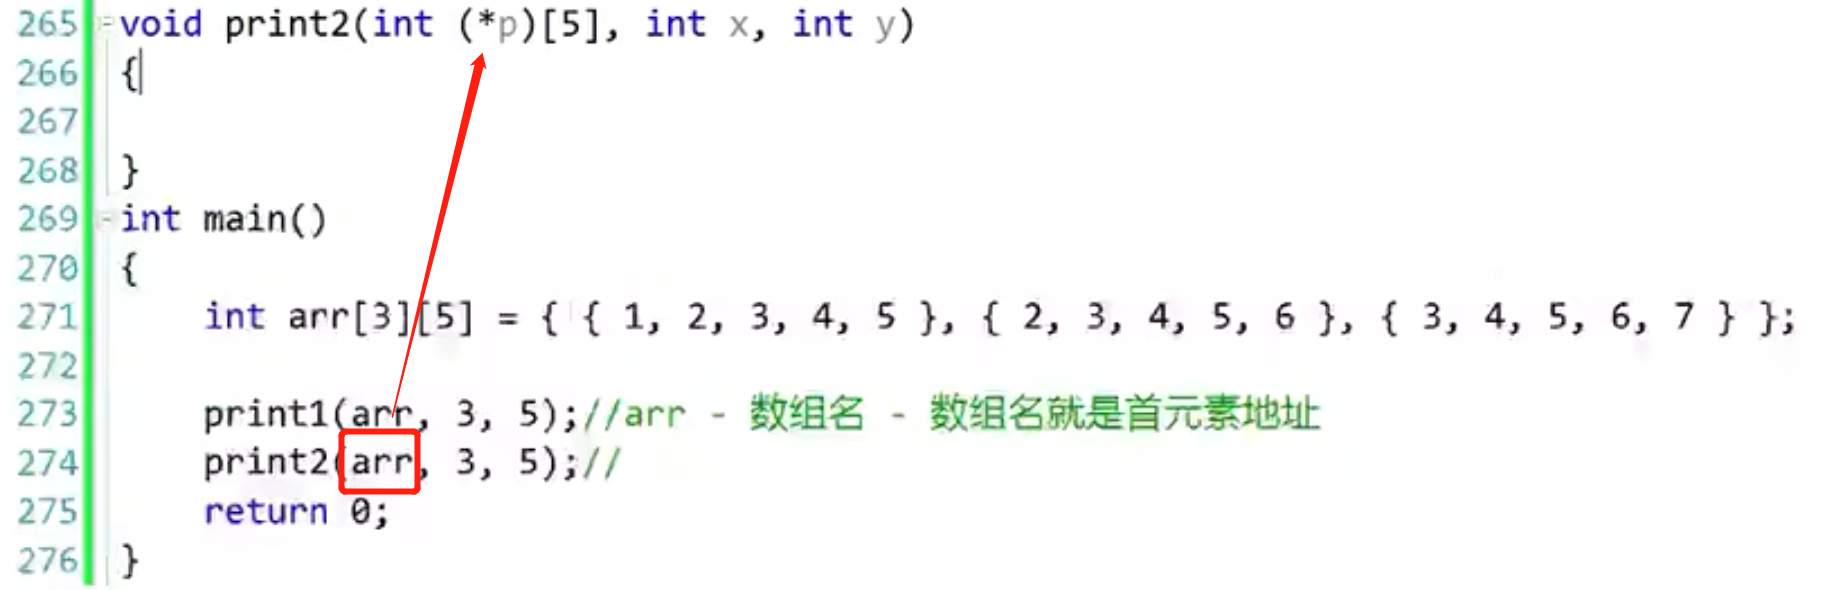 265 void print2(int (*p)[5], int x, int y)
266 {
267
268 }
269 int main()
270 {
271 int arr[3][5] = { { 1, 2, 3, 4, 5 }, { 2, 3, 4, 5, 6 }, { 3, 4, 5, 6, 7 } };
272
273 print1(arr, 3, 5);//arr - 数组名 - 数组名就是首元素地址
274 print2(arr, 3, 5);//
275 return 0;
276 }